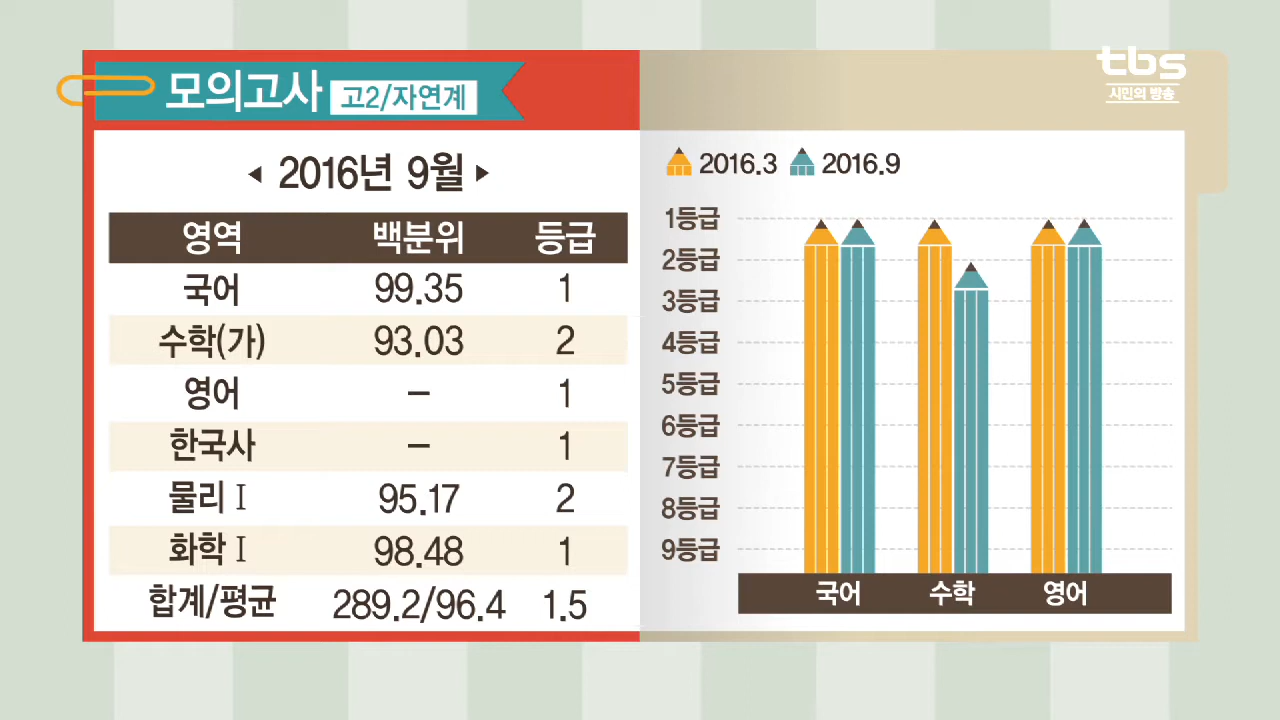 tbs
시민의 방송
모의고사 고2/자연계
2016년 9월
영역 백분위 등급
국어 99.35 1
수학(가) 93.03 2
영어 – 1
한국사 – 1
물리 Ⅰ 95.17 2
화학 Ⅰ 98.48 1
합계/평균 289.2/96.4 1.5
2016.3 2016.9
1등급
2등급
3등급
4등급
5등급
6등급
7등급
8등급
9등급
국어 수학 영어